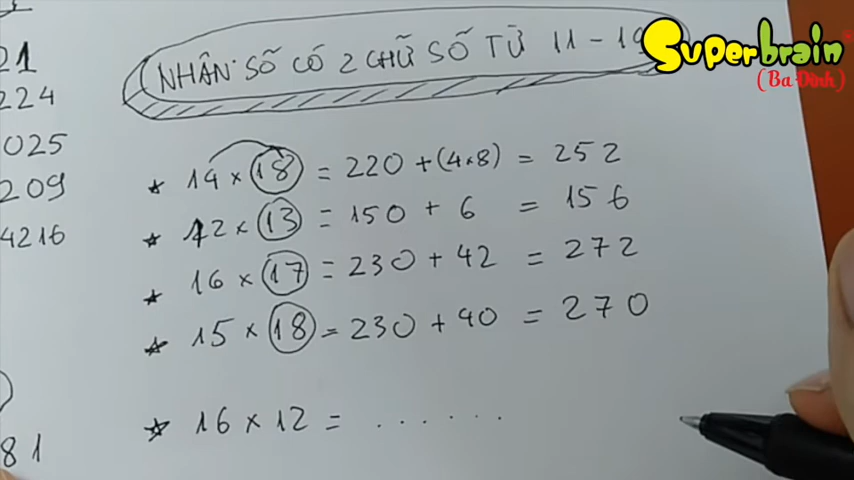 Superbrain
(Ba Đình)
NHÂN SỐ CÓ 2 CHỮ SỐ TỪ 11 - 19
21
224
025
209
4216
81
* 14 × 18 = 220 + (4×8) = 252
* 12 × 13 = 150 + 6 = 156
* 16 × 17 = 230 + 42 = 272
* 15 × 18 = 230 + 40 = 270
* 16 × 12 = . . . . . .